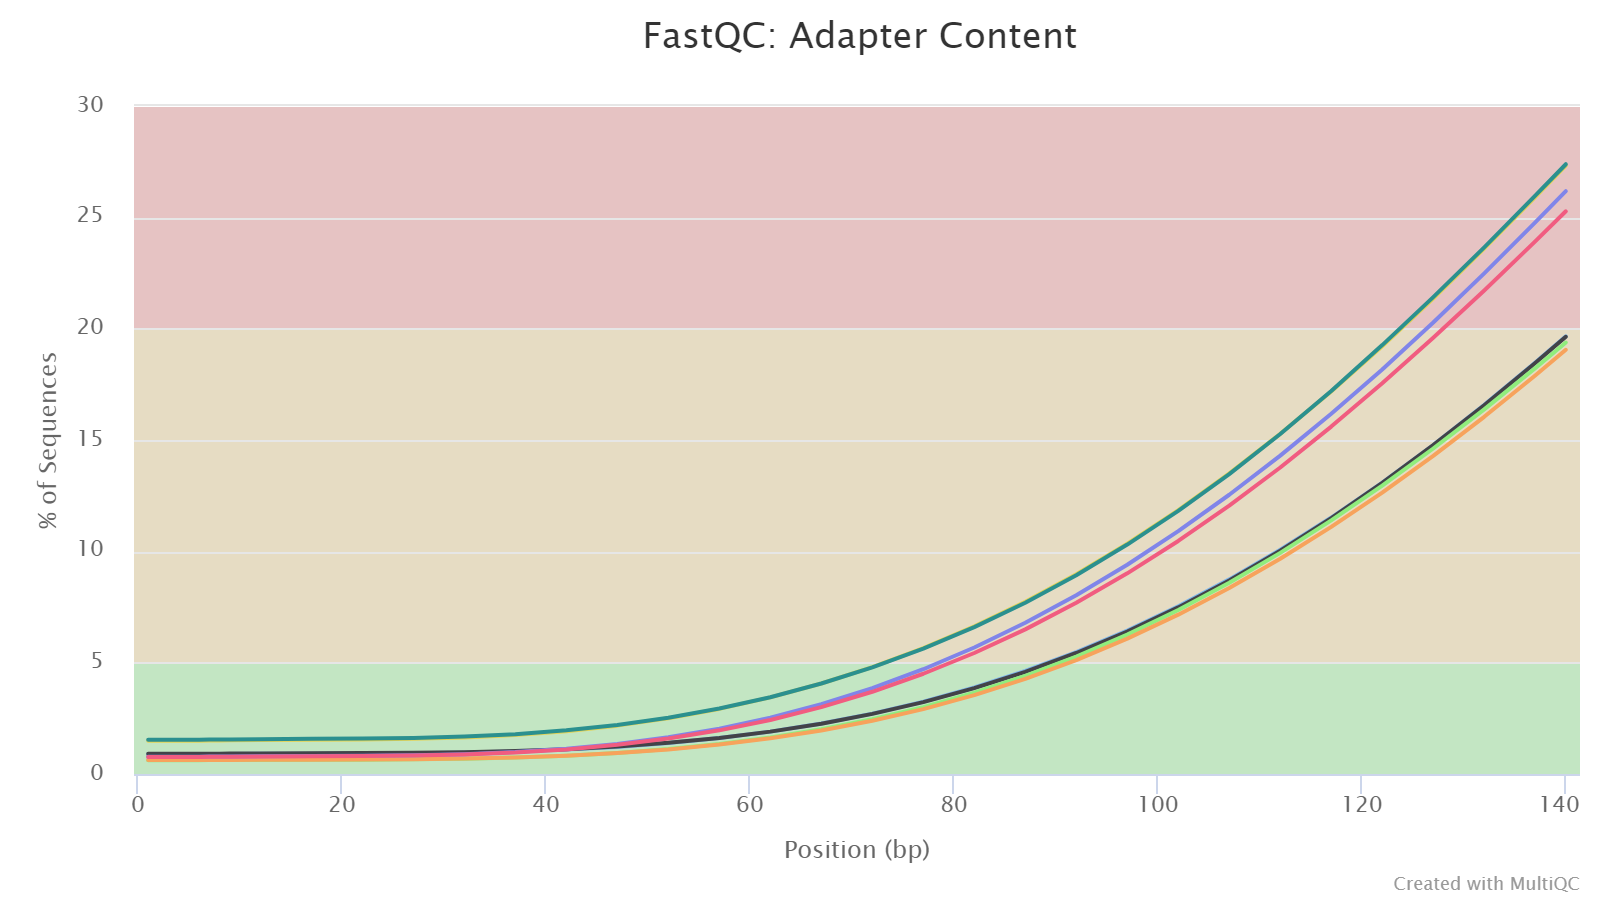 FastQC: Adapter Content
30
25
20
15
10
5
0
% of Sequences
0 20 40 60 80 100 120 140
Position (bp)
Created with MultiQC